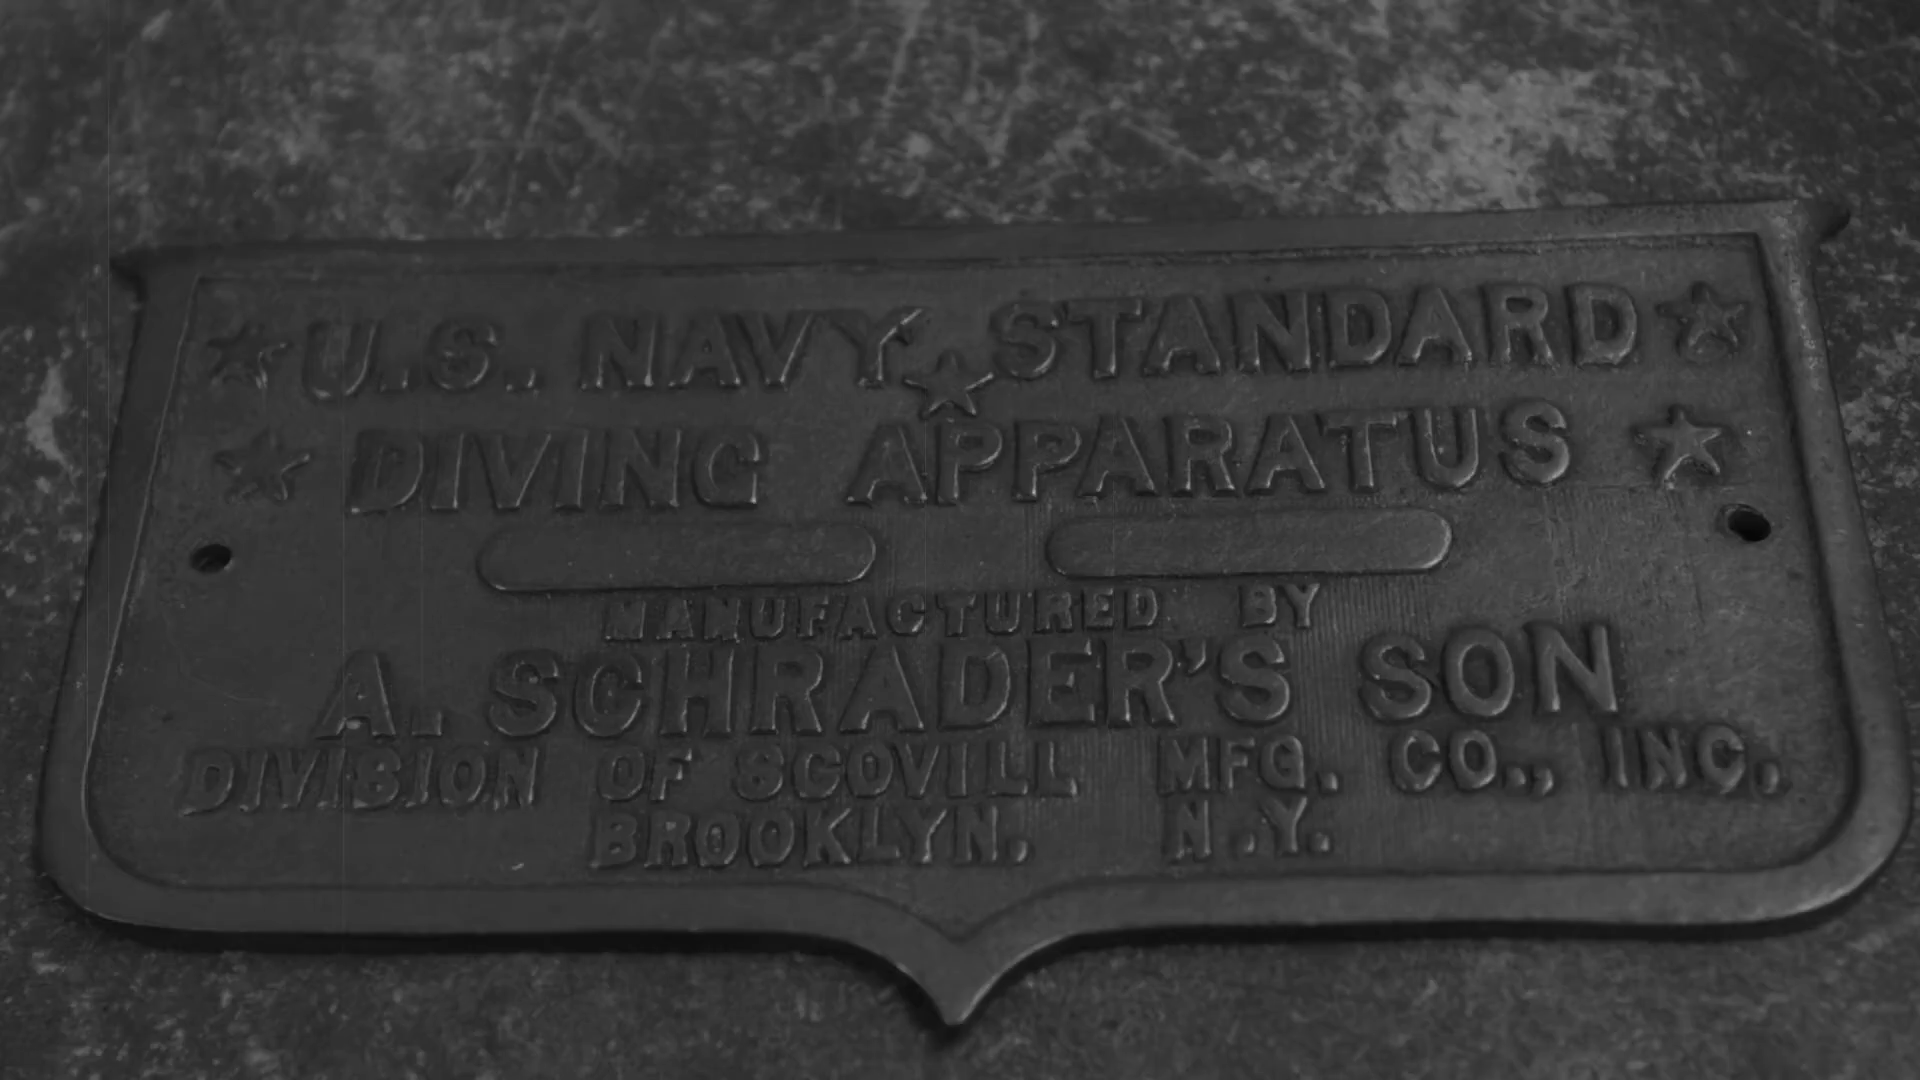 U.S. NAVY STANDARD
DIVING APPARATUS
MANUFACTURED BY
A. SCHRADER'S SON
DIVISION OF SCOVILL MFG. CO., INC.
BROOKLYN. N.Y.